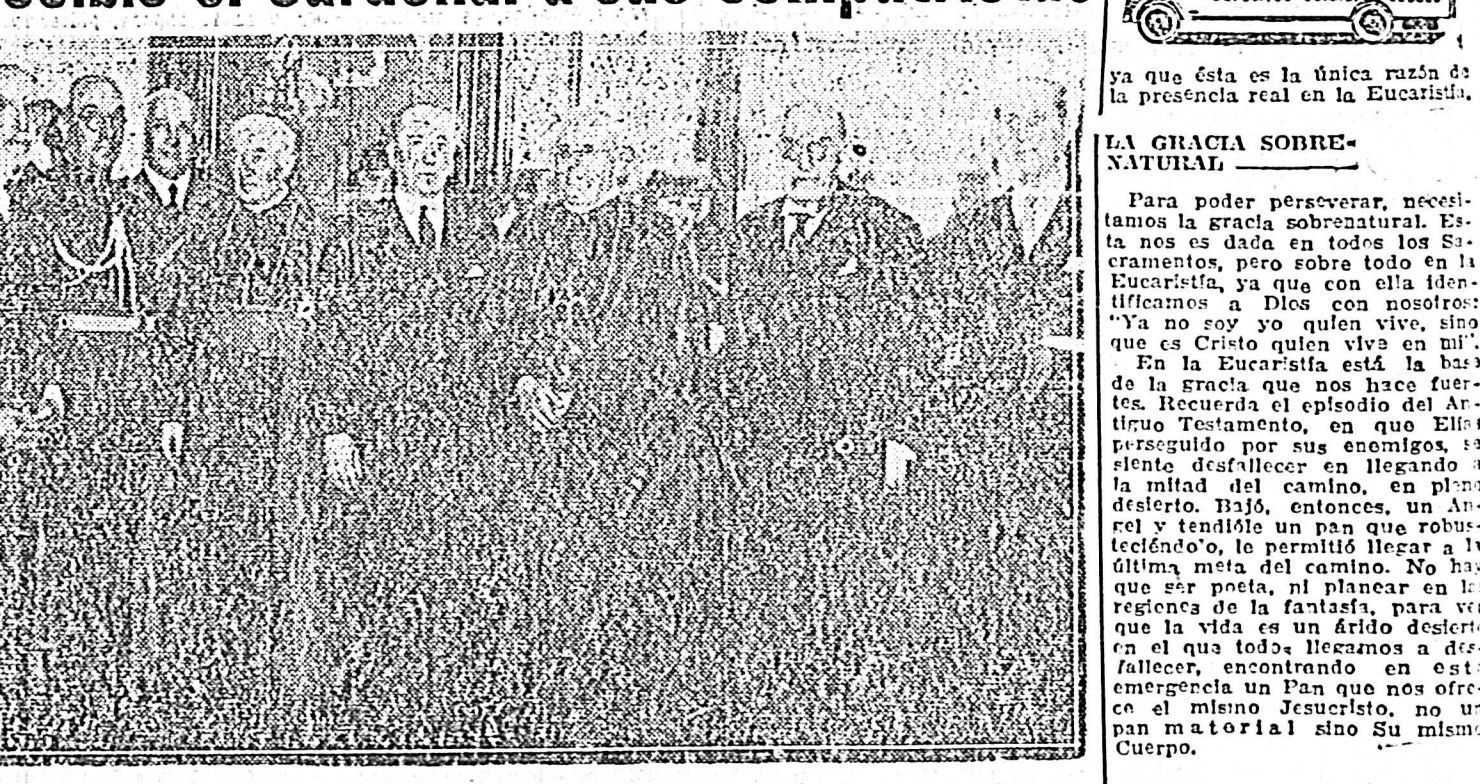 el cardenal a sus compatriotas
ya que ésta es la única razón de
la presencia real en la Eucaristía.
LA GRACIA SOBRE-
NATURAL
Para poder perseverar, necesi-
tamos la gracia sobrenatural. Es-
ta nos es dada en todos los Sa-
cramentos, pero sobre todo en la
Eucaristía, ya que con ella iden-
tificamos a Dios con nosotros:
"Ya no soy yo quien vive, sino
que es Cristo quien vive en mí".
En la Eucaristía está la base
de la gracia que nos hace fuer-
tes. Recuerda el episodio del An-
tiguo Testamento, en que Elías
perseguido por sus enemigos, se
siente desfallecer en llegando a
la mitad del camino, en pleno
desierto. Bajó, entonces, un An-
gel y tendióle un pan que robus-
teciéndo'o, le permitió llegar a la
última meta del camino. No hay
que ser poeta, ni planear en las
regiones de la fantasía, para ver
que la vida es un árido desierto
en el que todos llegamos a des-
fallecer, encontrando en esta
emergencia un Pan que nos ofre-
ce el mismo Jesucristo, no un
pan material sino Su mismo
Cuerpo.